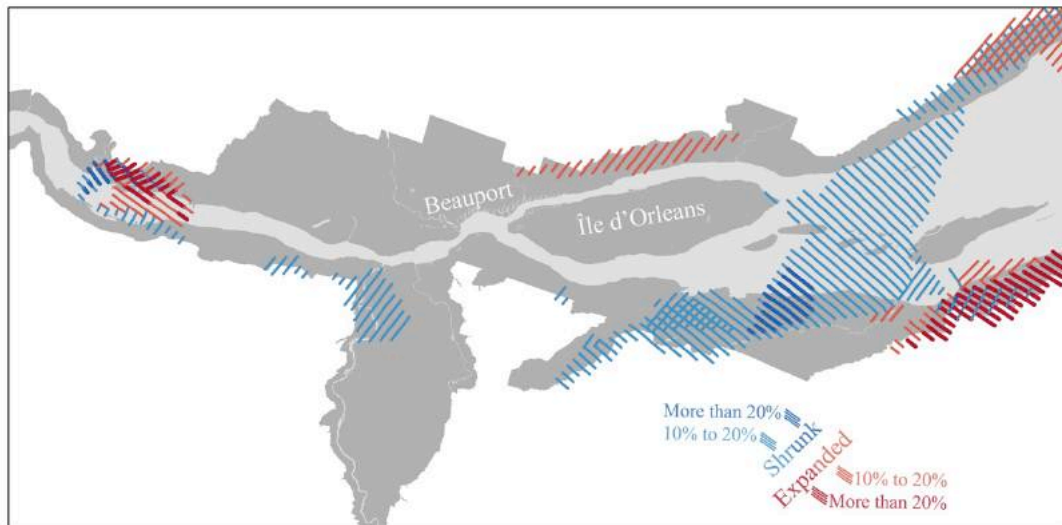 Beauport
Île d'Orleans
More than 20%
10% to 20%
Shrunk
Expanded
10% to 20%
More than 20%